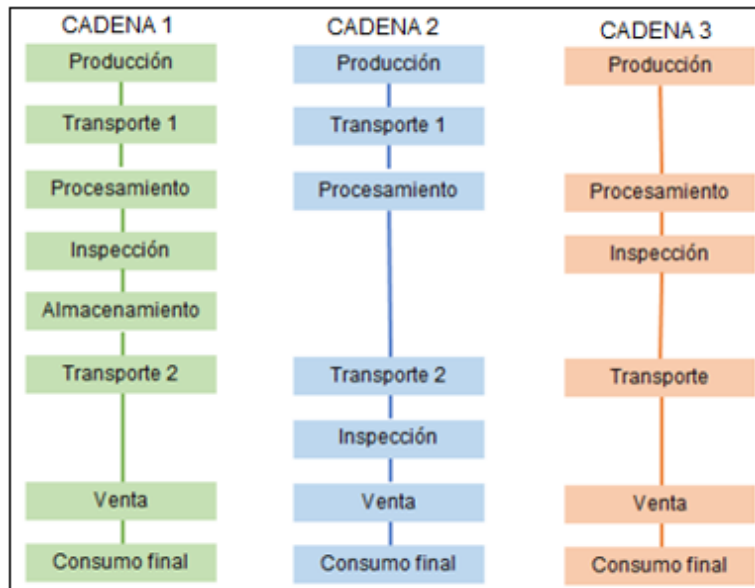 CADENA 1
Producción
Transporte 1
Procesamiento
Inspección
Almacenamiento
Transporte 2
Venta
Consumo final
CADENA 2
Producción
Transporte 1
Procesamiento
Transporte 2
Inspección
Venta
Consumo final
CADENA 3
Producción
Procesamiento
Inspección
Transporte
Venta
Consumo final